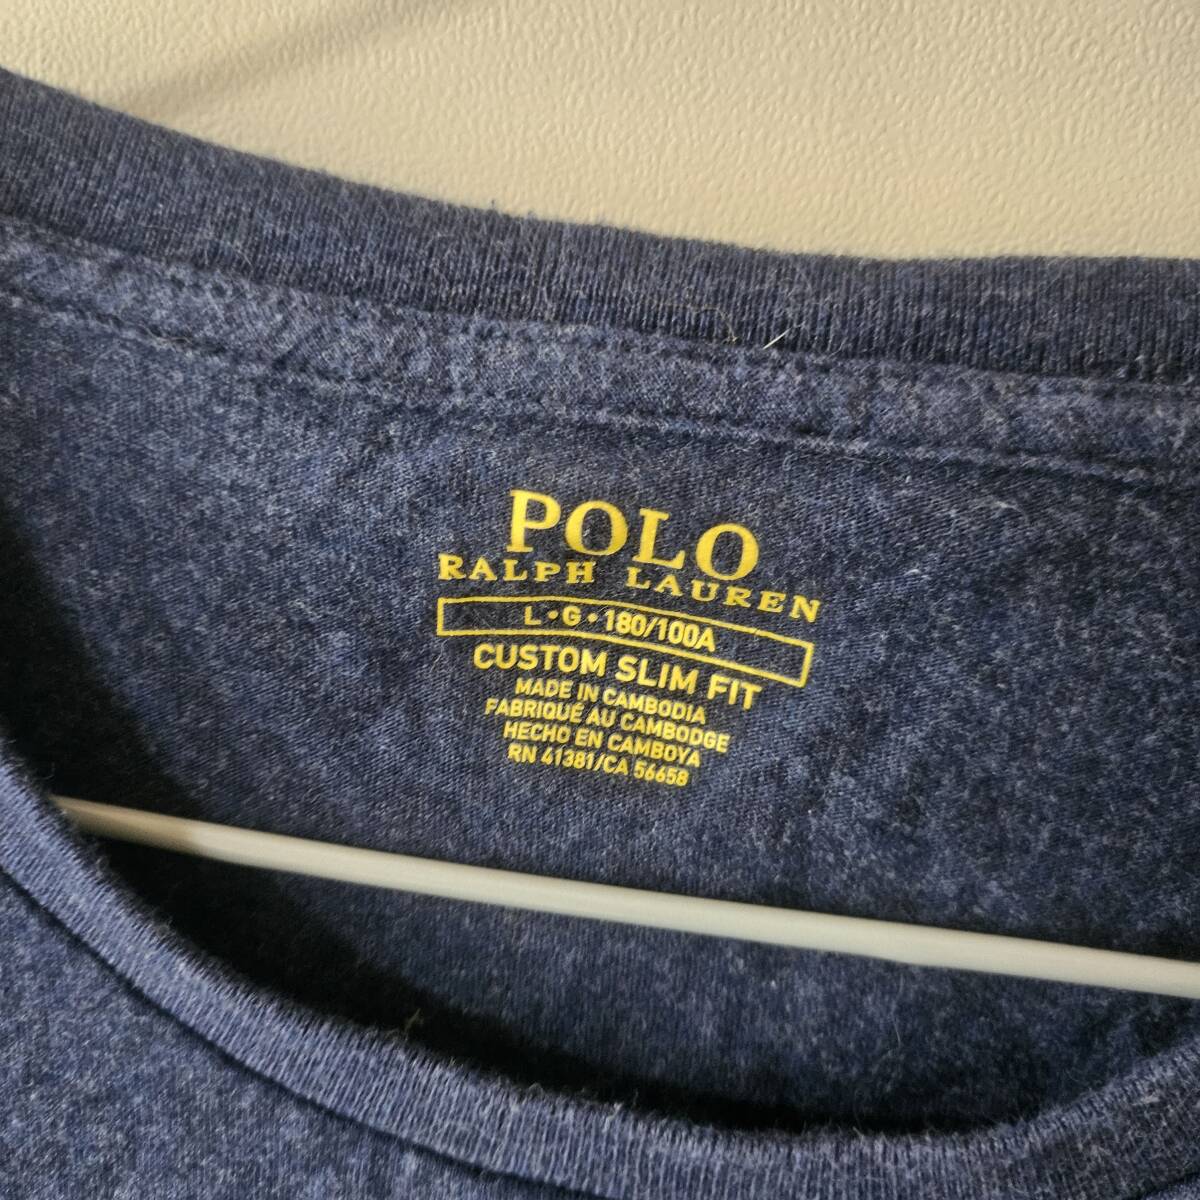 POLO
RALPH LAUREN
L•G•180/100A
CUSTOM SLIM FIT
MADE IN CAMBODIA
FABRIQUÉ AU CAMBODGE
HECHO EN CAMBOYA
RN 41381/CA 56658